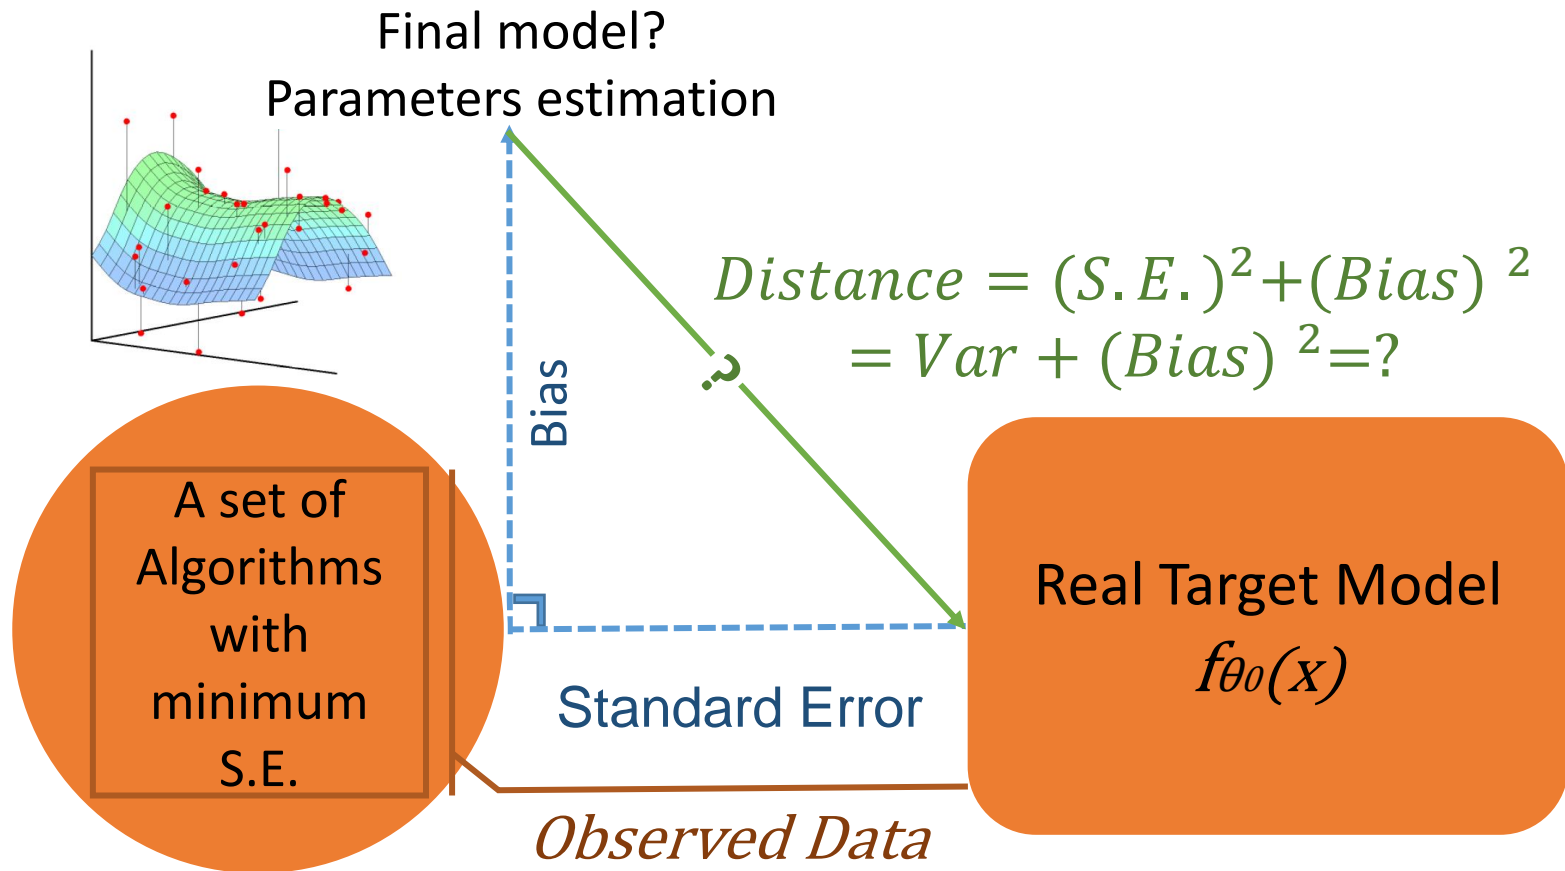 Final model?
Parameters estimation
Distance = (S.E.)²+(Bias) ²
= Var + (Bias) ²=?
?
Bias
A set of
Algorithms
with
minimum
S.E.
Real Target Model
fθ₀(x)
Standard Error
Observed Data